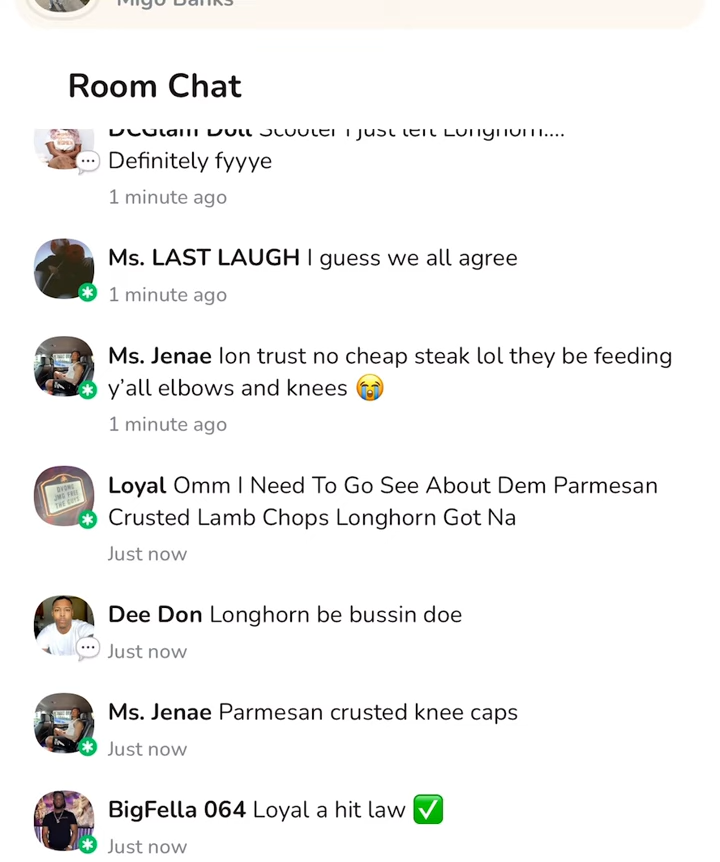 Migo Banks
Room Chat
DCGlam Doll Scooter I just left Longhorn....
Definitely fyyye
1 minute ago
Ms. LAST LAUGH I guess we all agree
1 minute ago
Ms. Jenae Ion trust no cheap steak lol they be feeding
y’all elbows and knees 😭
1 minute ago
Loyal Omm I Need To Go See About Dem Parmesan
Crusted Lamb Chops Longhorn Got Na
Just now
Dee Don Longhorn be bussin doe
Just now
Ms. Jenae Parmesan crusted knee caps
Just now
BigFella 064 Loyal a hit law ✅
Just now